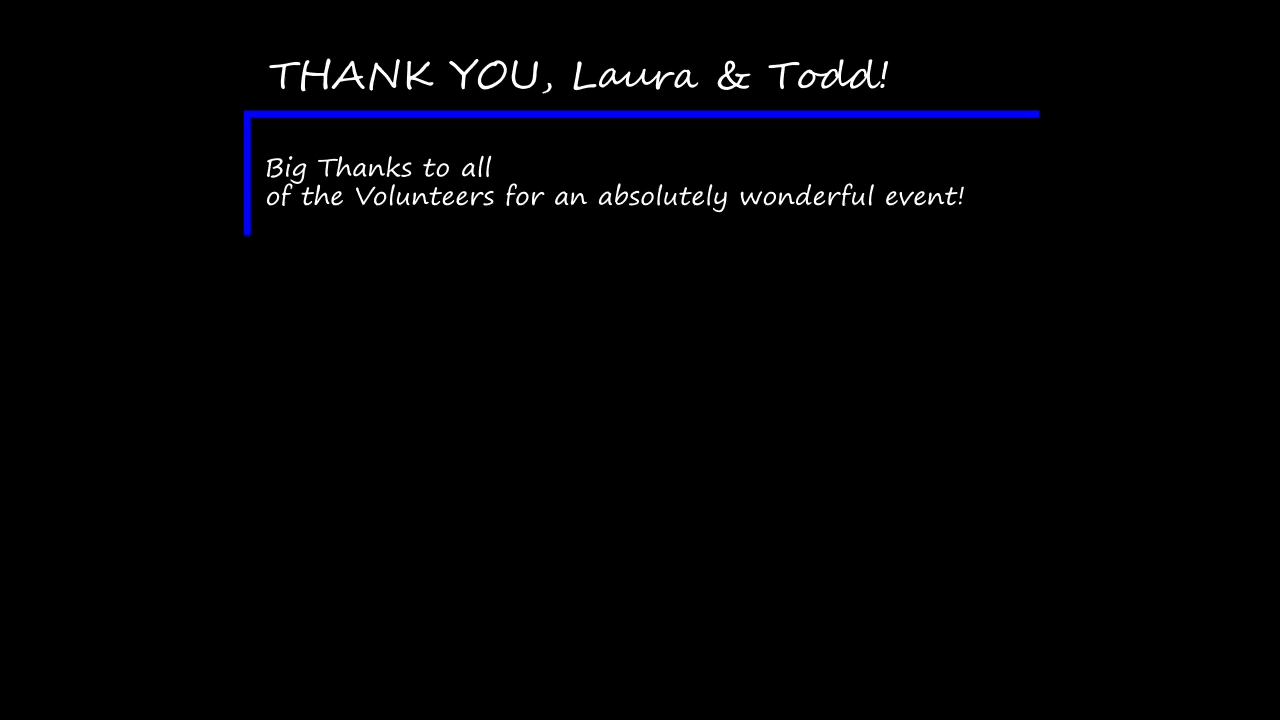 THANK YOU, Laura & Todd!
Big Thanks to all
of the Volunteers for an absolutely wonderful event!